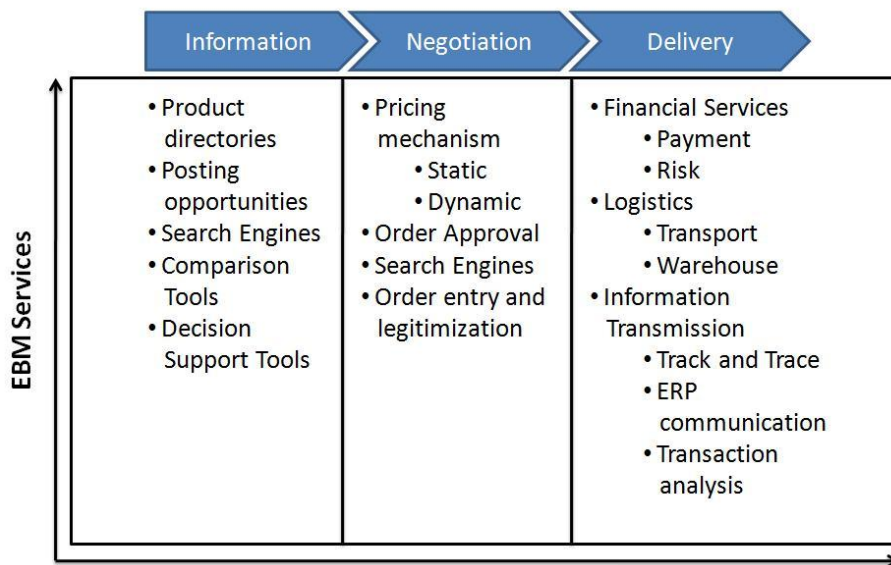 Information
Negotiation
Delivery
EBM Services
• Product
directories
• Posting
opportunities
• Search Engines
• Comparison
Tools
• Decision
Support Tools
• Pricing
mechanism
• Static
• Dynamic
• Order Approval
• Search Engines
• Order entry and
legitimization
• Financial Services
• Payment
• Risk
• Logistics
• Transport
• Warehouse
• Information
Transmission
• Track and Trace
• ERP
communication
• Transaction
analysis